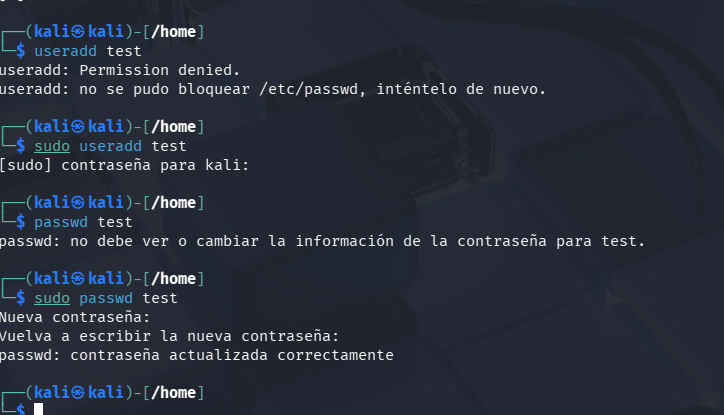 ┌──(kali㉿kali)-[/home]
└─$ useradd test
useradd: Permission denied.
useradd: no se pudo bloquear /etc/passwd, inténtelo de nuevo.
┌──(kali㉿kali)-[/home]
└─$ sudo useradd test
[sudo] contraseña para kali:
┌──(kali㉿kali)-[/home]
└─$ passwd test
passwd: no debe ver o cambiar la información de la contraseña para test.
┌──(kali㉿kali)-[/home]
└─$ sudo passwd test
Nueva contraseña:
Vuelva a escribir la nueva contraseña:
passwd: contraseña actualizada correctamente
┌──(kali㉿kali)-[/home]
└─$